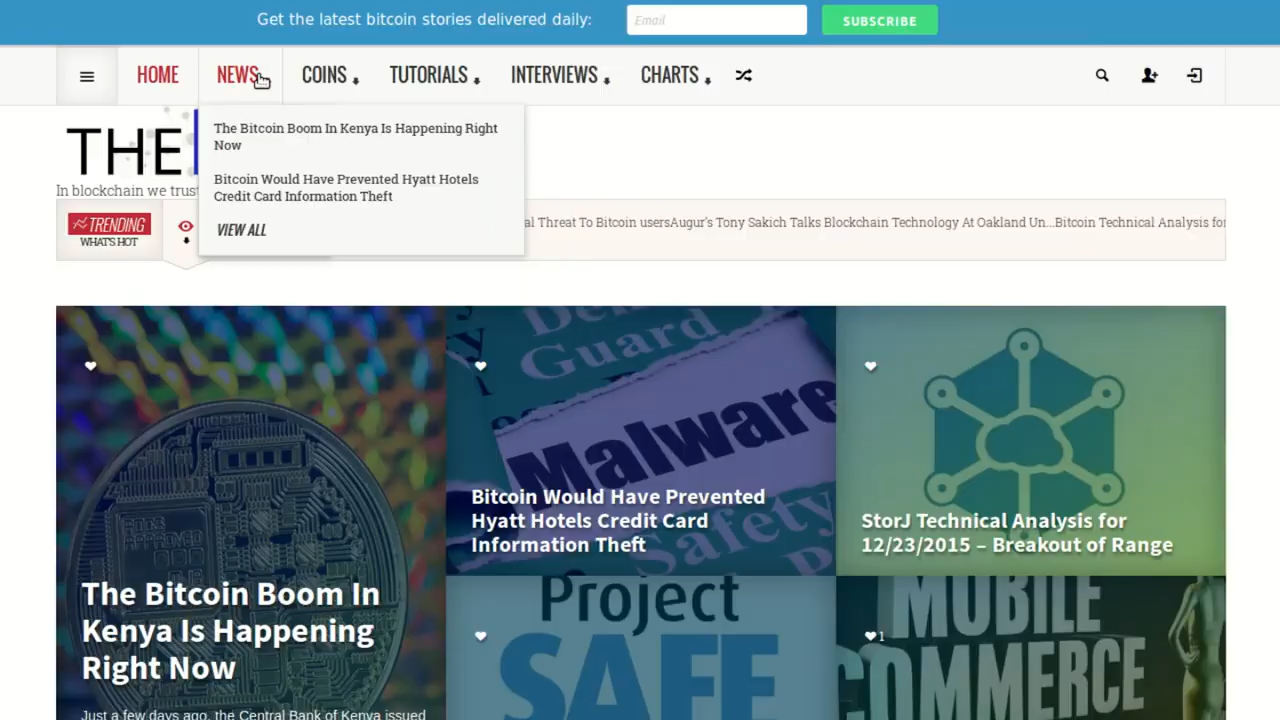 Get the latest bitcoin stories delivered daily:
Email
SUBSCRIBE
HOME
NEWS
COINS
TUTORIALS
INTERVIEWS
CHARTS
THE
In blockchain we trust
The Bitcoin Boom In Kenya Is Happening Right
Now
Bitcoin Would Have Prevented Hyatt Hotels
Credit Card Information Theft
VIEW ALL
TRENDING
WHAT'S HOT
al Threat To Bitcoin usersAugur's Tony Sakich Talks Blockchain Technology At Oakland Un...Bitcoin Technical Analysis for
Guard
Malware
Safety
Bitcoin Would Have Prevented
Hyatt Hotels Credit Card
Information Theft
StorJ Technical Analysis for
12/23/2015 – Breakout of Range
The Bitcoin Boom In
Kenya Is Happening
Right Now
Just a few days ago, the Central Bank of Kenya issued
Project
SAFE
1
MOBILE
COMMERCE